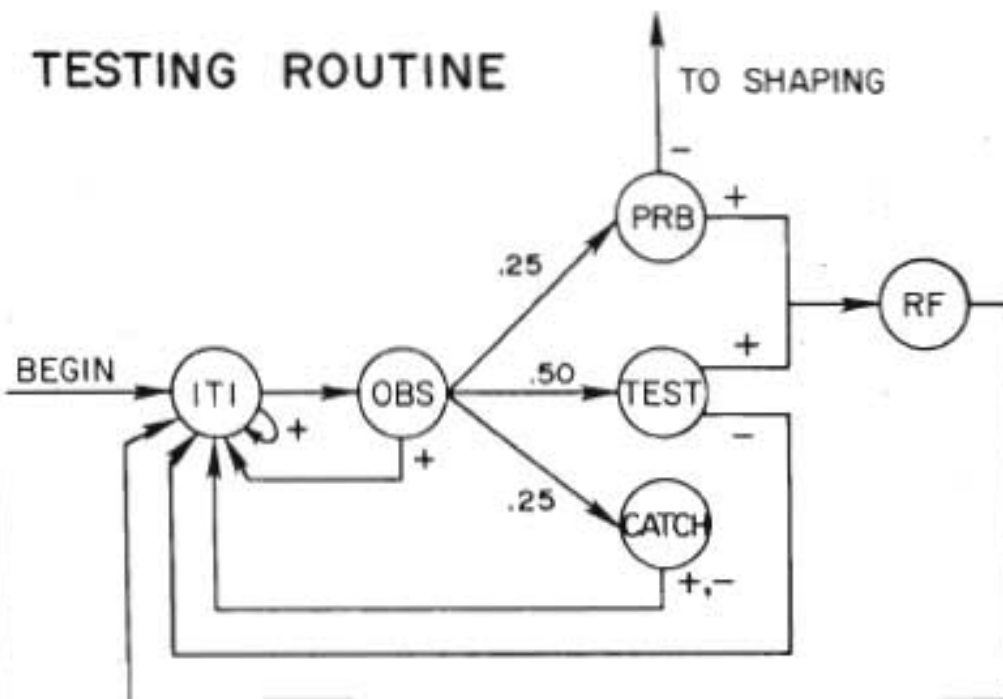 TESTING ROUTINE
TO SHAPING
-
PRB
+
.25
RF
BEGIN
ITI
+
OBS
+
.50
TEST
+
-
.25
CATCH
+,-